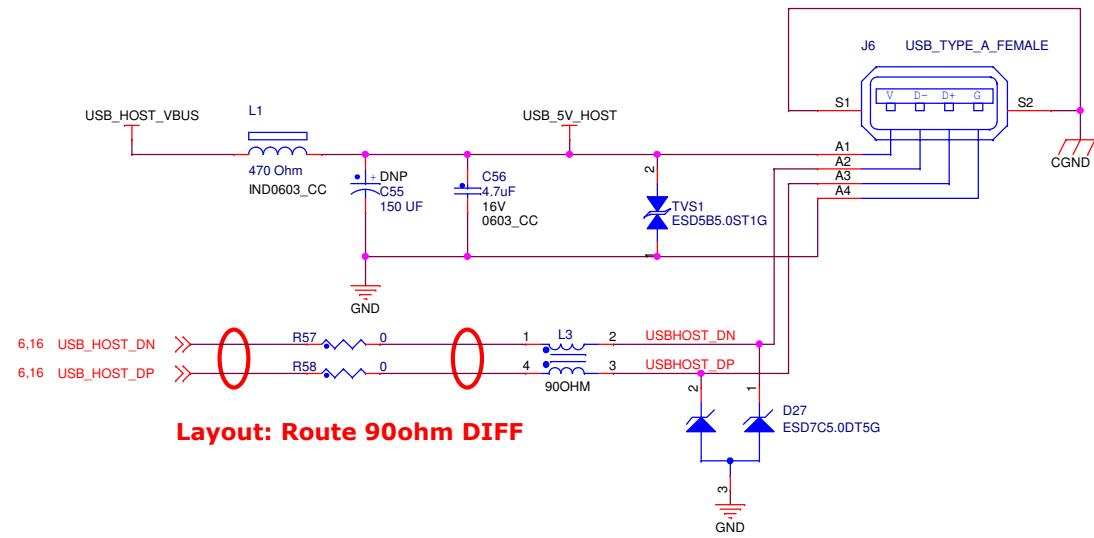 J6 USB_TYPE_A_FEMALE
V D- D+ G
S1 S2
USB_HOST_VBUS L1 USB_5V_HOST
CGND
A1
A2
A3
A4
470 Ohm
IND0603_CC
+ DNP
C55
150 UF
C56
4.7uF
16V
0603_CC
2
TVS1
ESD5B5.0ST1G
1
GND
6,16 USB_HOST_DN R57 0 1 L3 2 USBHOST_DN
6,16 USB_HOST_DP R58 0 4 3 USBHOST_DP
90OHM
2 1
D27
ESD7C5.0DT5G
Layout: Route 90ohm DIFF
3
GND